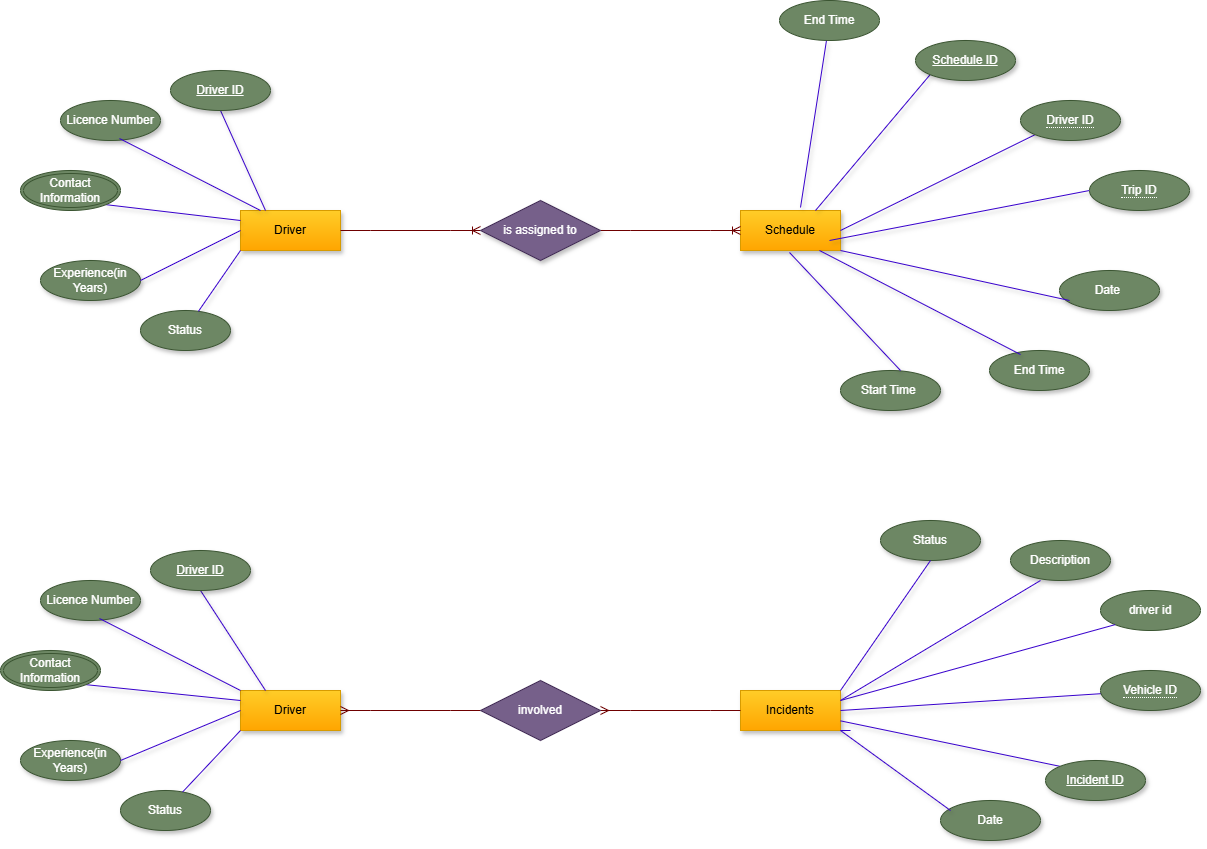 End Time
Schedule ID
Driver ID
Driver ID
Licence Number
Contact
Information
Trip ID
Driver
is assigned to
Schedule
Experience(in
Years)
Date
Status
End Time
Start Time
Status
Description
Driver ID
Licence Number
driver id
Contact
Information
Vehicle ID
Driver
involved
Incidents
Experience(in
Years)
Incident ID
Status
Date